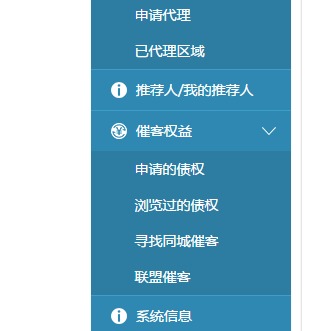 申请代理
已代理区域
推荐人/我的推荐人
催客权益
申请的债权
浏览过的债权
寻找同城催客
联盟催客
系统信息